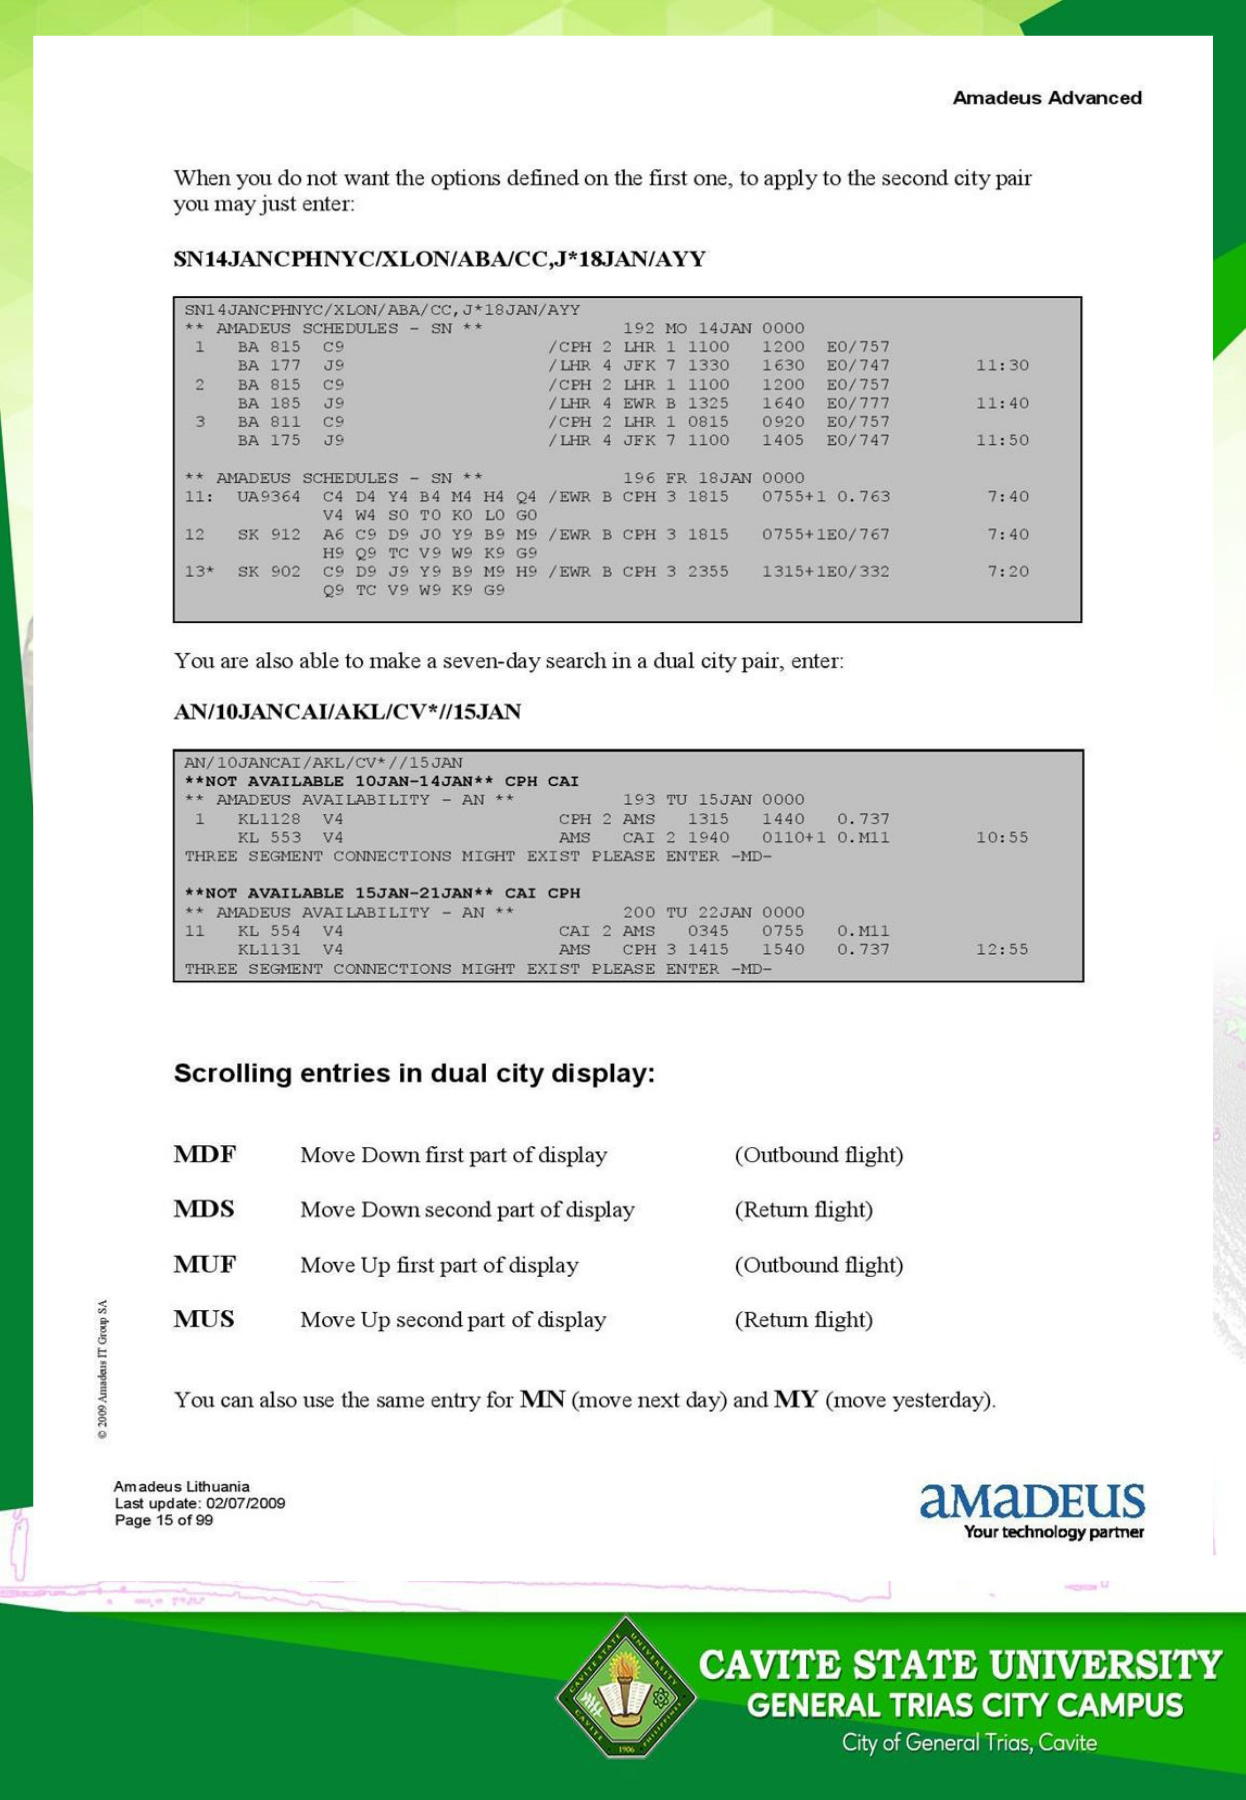 Amadeus Advanced
When you do not want the options defined on the first one, to apply to the second city pair
you may just enter:
SN14JANCPHNYC/XLON/ABA/CC,J*18JAN/AYY
SN14JANCPHNYC/XLON/ABA/CC,J*18JAN/AYY
** AMADEUS SCHEDULES - SN ** 192 MO 14JAN 0000
1 BA 815 C9 /CPH 2 LHR 1 1100 1200 E0/757
BA 177 J9 /LHR 4 JFK 7 1330 1630 E0/747 11:30
2 BA 815 C9 /CPH 2 LHR 1 1100 1200 E0/757
BA 185 J9 /LHR 4 EWR B 1325 1640 E0/777 11:40
3 BA 811 C9 /CPH 2 LHR 1 0815 0920 E0/757
BA 175 J9 /LHR 4 JFK 7 1100 1405 E0/747 11:50
** AMADEUS SCHEDULES - SN ** 196 FR 18JAN 0000
11: UA9364 C4 D4 Y4 B4 M4 H4 Q4 /EWR B CPH 3 1815 0755+1 0.763 7:40
V4 W4 S0 T0 K0 L0 G0
12 SK 912 A6 C9 D9 J0 Y9 B9 M9 /EWR B CPH 3 1815 0755+1E0/767 7:40
H9 Q9 TC V9 W9 K9 G9
13* SK 902 C9 D9 J9 Y9 B9 M9 H9 /EWR B CPH 3 2355 1315+1E0/332 7:20
Q9 TC V9 W9 K9 G9
You are also able to make a seven-day search in a dual city pair, enter:
AN/10JANCAI/AKL/CV*//15JAN
AN/10JANCAI/AKL/CV*//15JAN
**NOT AVAILABLE 10JAN-14JAN** CPH CAI
** AMADEUS AVAILABILITY - AN ** 193 TU 15JAN 0000
1 KL1128 V4 CPH 2 AMS 1315 1440 0.737
KL 553 V4 AMS CAI 2 1940 0110+1 0.M11 10:55
THREE SEGMENT CONNECTIONS MIGHT EXIST PLEASE ENTER -MD-
**NOT AVAILABLE 15JAN-21JAN** CAI CPH
** AMADEUS AVAILABILITY - AN ** 200 TU 22JAN 0000
11 KL 554 V4 CAI 2 AMS 0345 0755 0.M11
KL1131 V4 AMS CPH 3 1415 1540 0.737 12:55
THREE SEGMENT CONNECTIONS MIGHT EXIST PLEASE ENTER -MD-
Scrolling entries in dual city display:
MDF Move Down first part of display (Outbound flight)
MDS Move Down second part of display (Return flight)
MUF Move Up first part of display (Outbound flight)
MUS Move Up second part of display (Return flight)
You can also use the same entry for MN (move next day) and MY (move yesterday).
© 2009 Amadeus IT Group SA
Amadeus Lithuania
Last update: 02/07/2009
Page 15 of 99
aMaDEUS
Your technology partner
CAVITE STATE UNIVERSITY
CAVITE PHILIPPINES
1906
CAVITE STATE UNIVERSITY
GENERAL TRIAS CITY CAMPUS
City of General Trias, Cavite